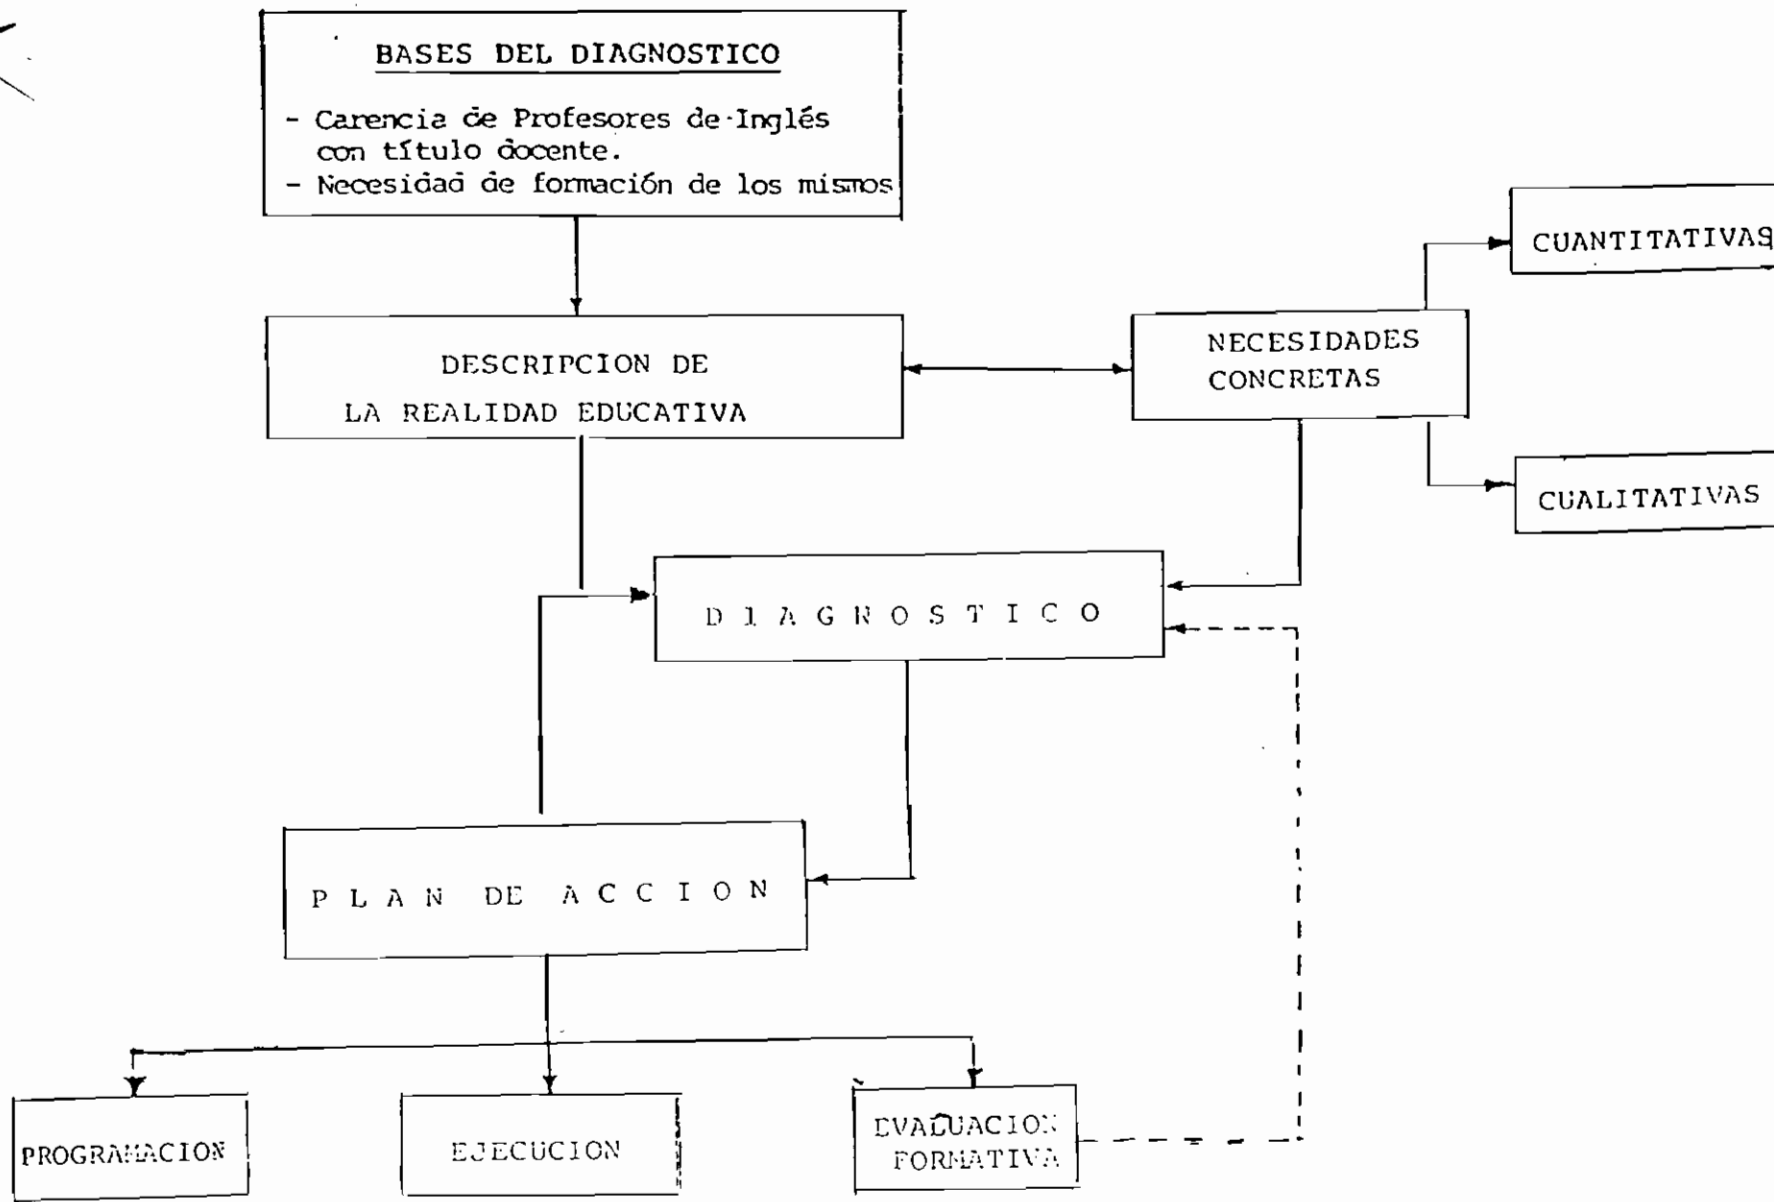 BASES DEL DIAGNOSTICO
- Carencia de Profesores de Inglés
con título docente.
- Necesidad de formación de los mismos
CUANTITATIVAS
NECESIDADES
CONCRETAS
DESCRIPCION DE
LA REALIDAD EDUCATIVA
CUALITATIVAS
D I A G N O S T I C O
P L A N DE A C C I O N
PROGRAMACION
EJECUCION
EVALUACION
FORMATIVA